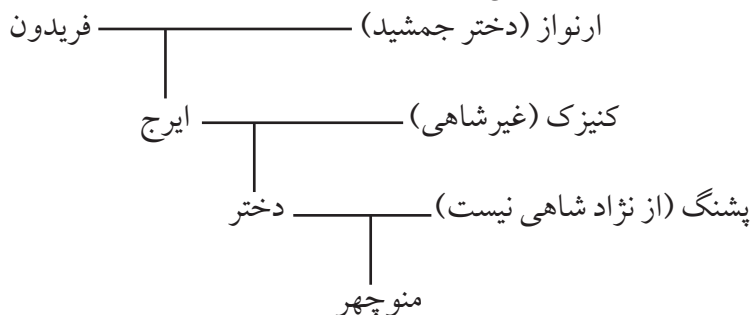 ارنواز (دختر جمشید) فریدون
کنیزک (غیرشاهی) ایرج
پشنگ (از نژاد شاهی نیست) دختر
منوچهر